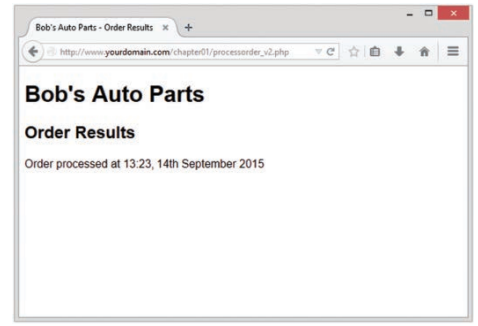 Bob's Auto Parts - Order Results
http://www.yourdomain.com/chapter01/processorder_v2.php
Bob's Auto Parts
Order Results
Order processed at 13:23, 14th September 2015